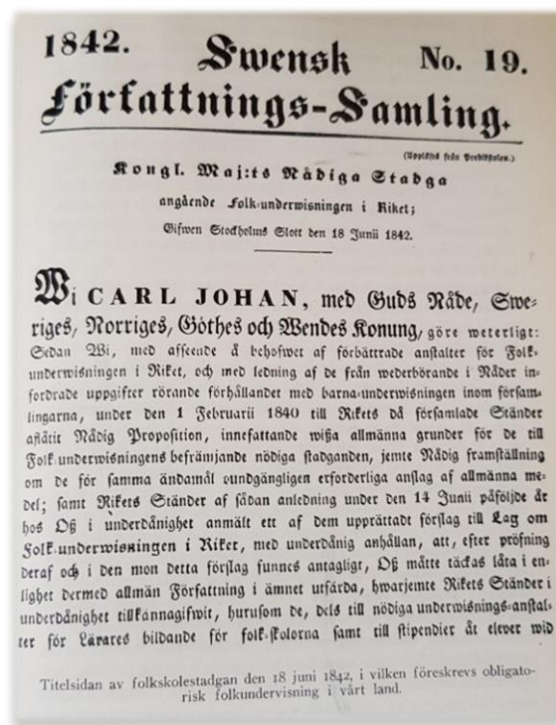 1842.
Swensk
No. 19.
Författnings-Samling.
(Uppläses från Predikstolen.)
Kongl. Maj:ts Nådiga Stadga
angående Folk-underwisningen i Riket;
Gifwen Stockholms Slott den 18 Junii 1842.
Wi CARL JOHAN, med Guds Nåde, Swe-
riges, Norriges, Göthes och Wendes Konung, göre weterligt:
Sedan Wi, med afseende å behofwet af förbättrade anstalter för Folk-
underwisningen i Riket, och med ledning af de från wederbörande i Nåder in-
fordrade uppgifter rörande förhållandet med barna-underwisningen inom försam-
lingarna, under den 1 Februarii 1840 till Rikets då församlade Ständer
aflåtit Nådig Proposition, innefattande wissa allmänna grunder för de till
Folk-underwisningens befrämjande nödiga stadganden, jemte Nådig framställning
om de för samma ändamål oundgängligen erforderliga anslag af allmänna me-
del; samt Rikets Ständer af sådan anledning under den 14 Junii påföljde år
hos Oss i underdånighet anmält ett af dem upprättadt förslag till Lag om
Folk-underwisningen i Riket, med underdånig anhållan, att, efter pröfning
deraf och i den mon detta förslag funnes antagligt, Oss måtte täckas låta i en-
lighet dermed allmän Författning i ämnet utfärda, hwarjemte Rikets Ständer i
underdånighet tillkännagifwit, hurusom de, dels till nödiga underwisnings-anstal-
ter för Lärares bildande för folk-skolorna samt till stipendier åt elever wid
Titelsidan av folkskolestadgan den 18 juni 1842, i vilken föreskrevs obligato-
risk folkundervisning i vårt land.